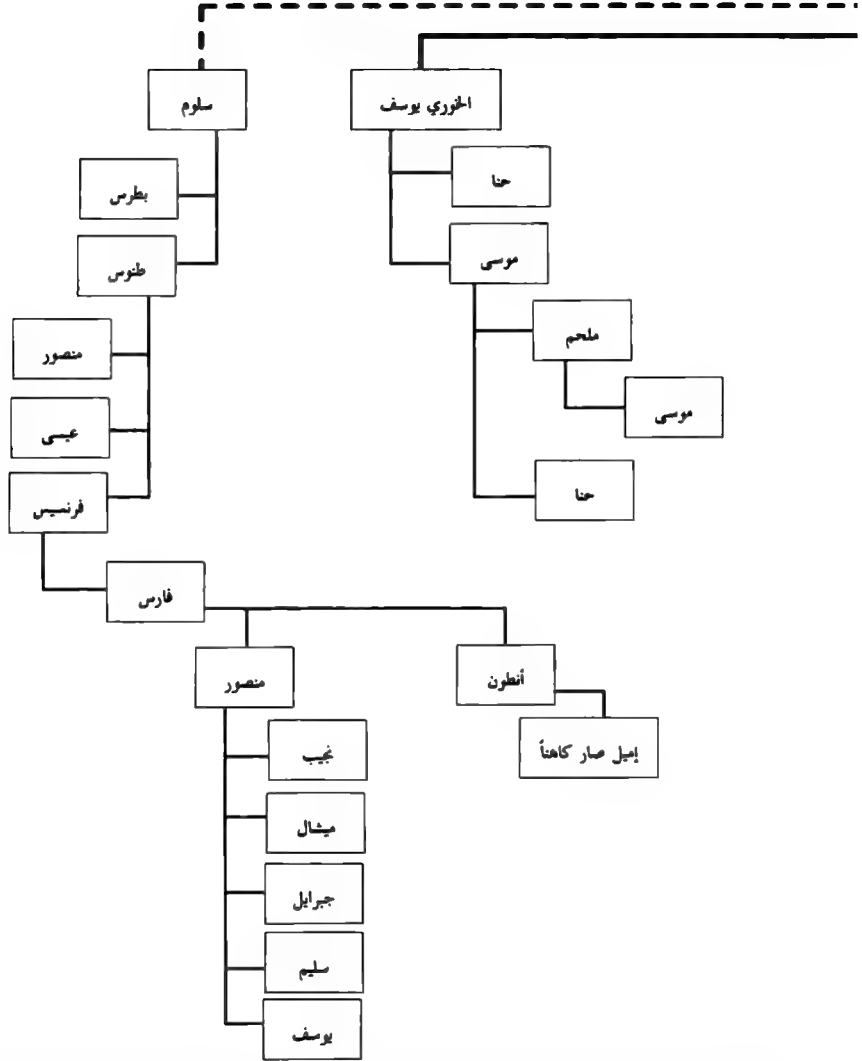 الخوري يوسف
سلوم
حنا
بطرس
موسى
طنوس
ملحم
منصور
موسى
عيسى
حنا
فرنسيس
فارس
أنطون
منصور
إميل صار كاهناً
نجيب
ميشال
جبرايل
سليم
يوسف